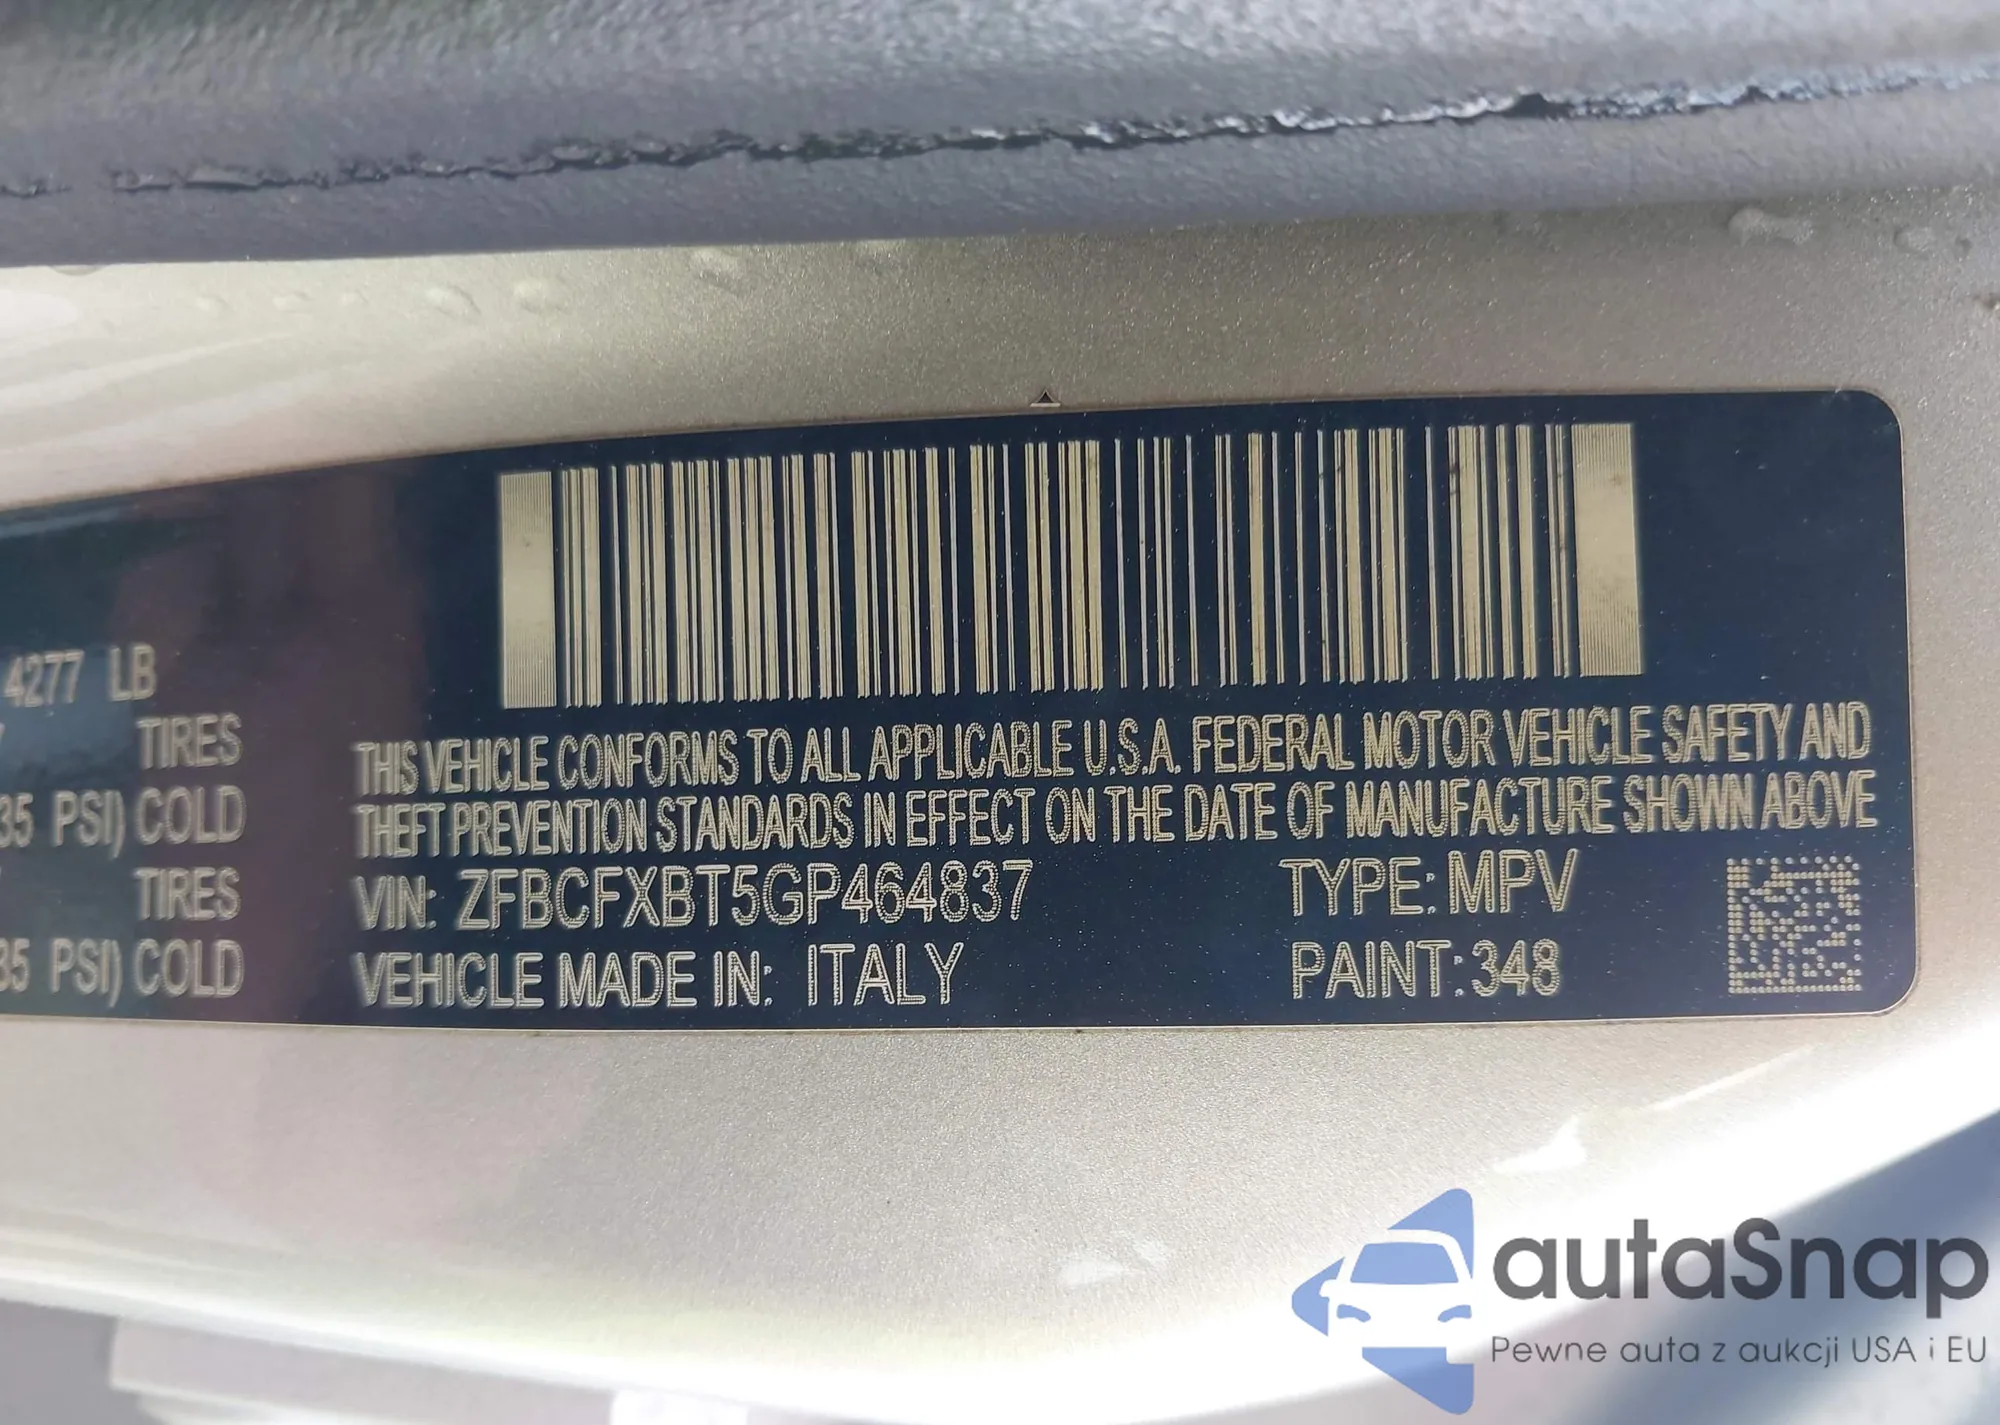 4277 LB
TIRES
35 PSI) COLD
TIRES
35 PSI) COLD
THIS VEHICLE CONFORMS TO ALL APPLICABLE U.S.A. FEDERAL MOTOR VEHICLE SAFETY AND
THEFT PREVENTION STANDARDS IN EFFECT ON THE DATE OF MANUFACTURE SHOWN ABOVE
VIN: ZFBCFXBT5GP464837 TYPE: MPV
VEHICLE MADE IN: ITALY PAINT: 348
autaSnap
Pewne auta z aukcji USA i EU